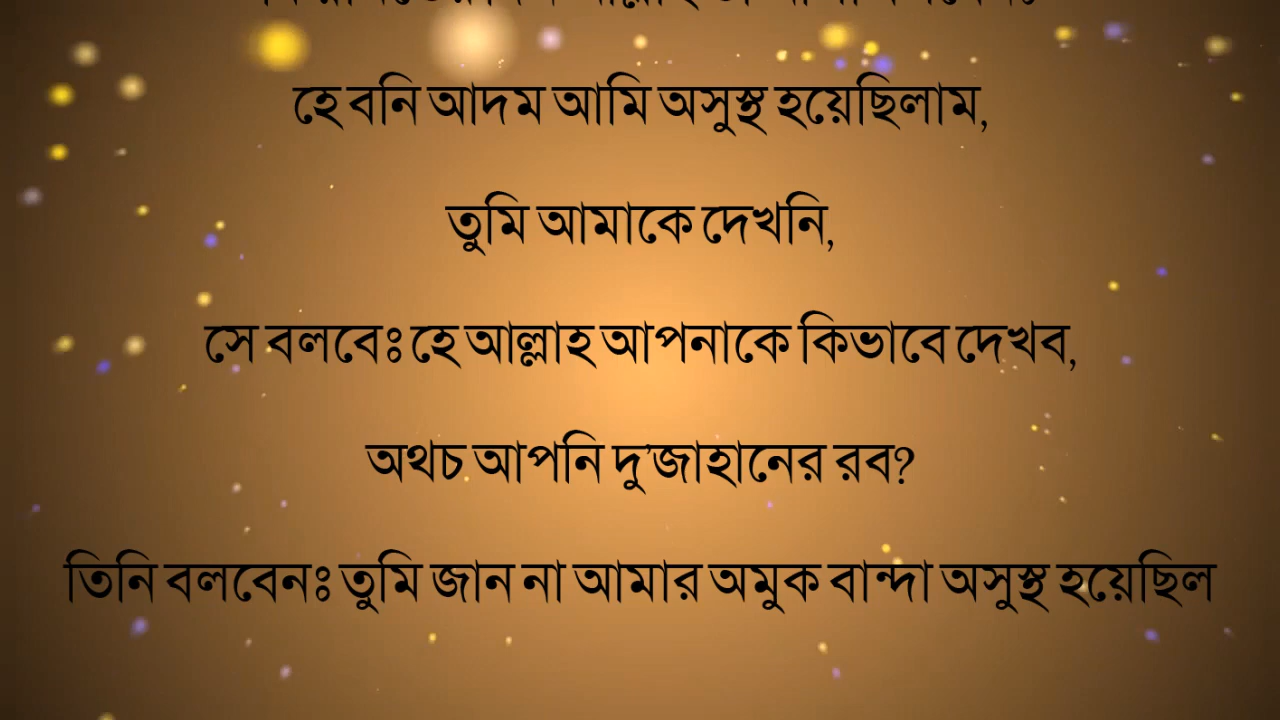 হে বনি আদম আমি অসুস্থ হয়েছিলাম,
তুমি আমাকে দেখনি,
সে বলবেঃ হে আল্লাহ আপনাকে কিভাবে দেখব,
অথচ আপনি দু’জাহানের রব?
তিনি বলবেনঃ তুমি জান না আমার অমুক বান্দা অসুস্থ হয়েছিল